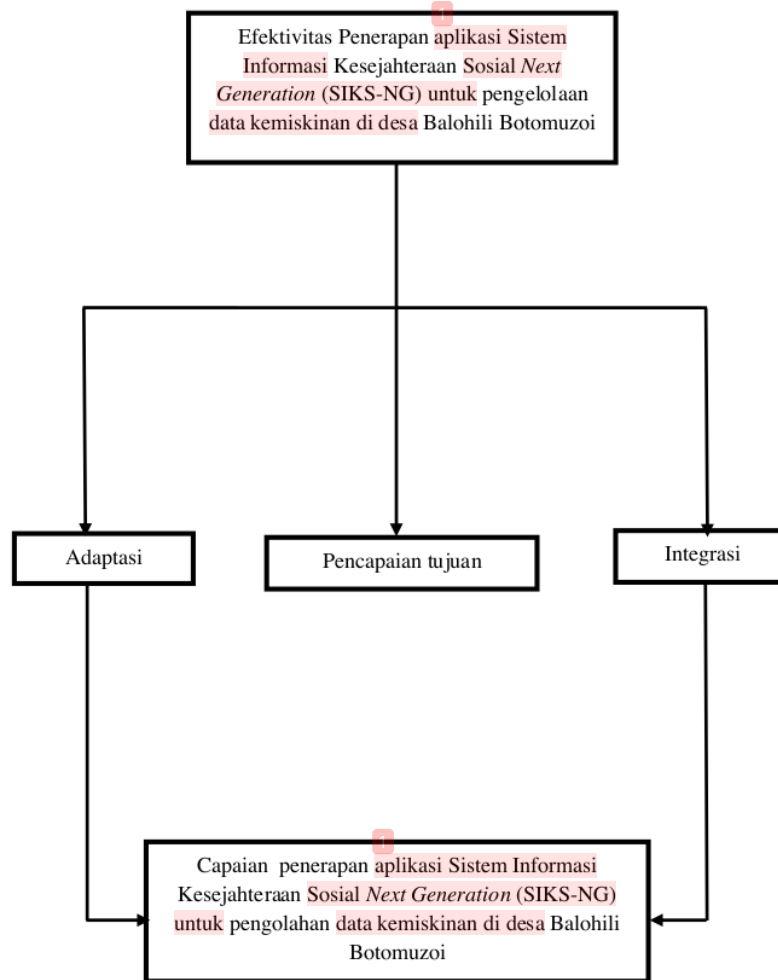 1
Efektivitas Penerapan aplikasi Sistem
Informasi Kesejahteraan Sosial Next
Generation (SIKS-NG) untuk pengelolaan
data kemiskinan di desa Balohili Botomuzoi
Adaptasi
Pencapaian tujuan
Integrasi
1
Capaian penerapan aplikasi Sistem Informasi
Kesejahteraan Sosial Next Generation (SIKS-NG)
untuk pengolahan data kemiskinan di desa Balohili
Botomuzoi